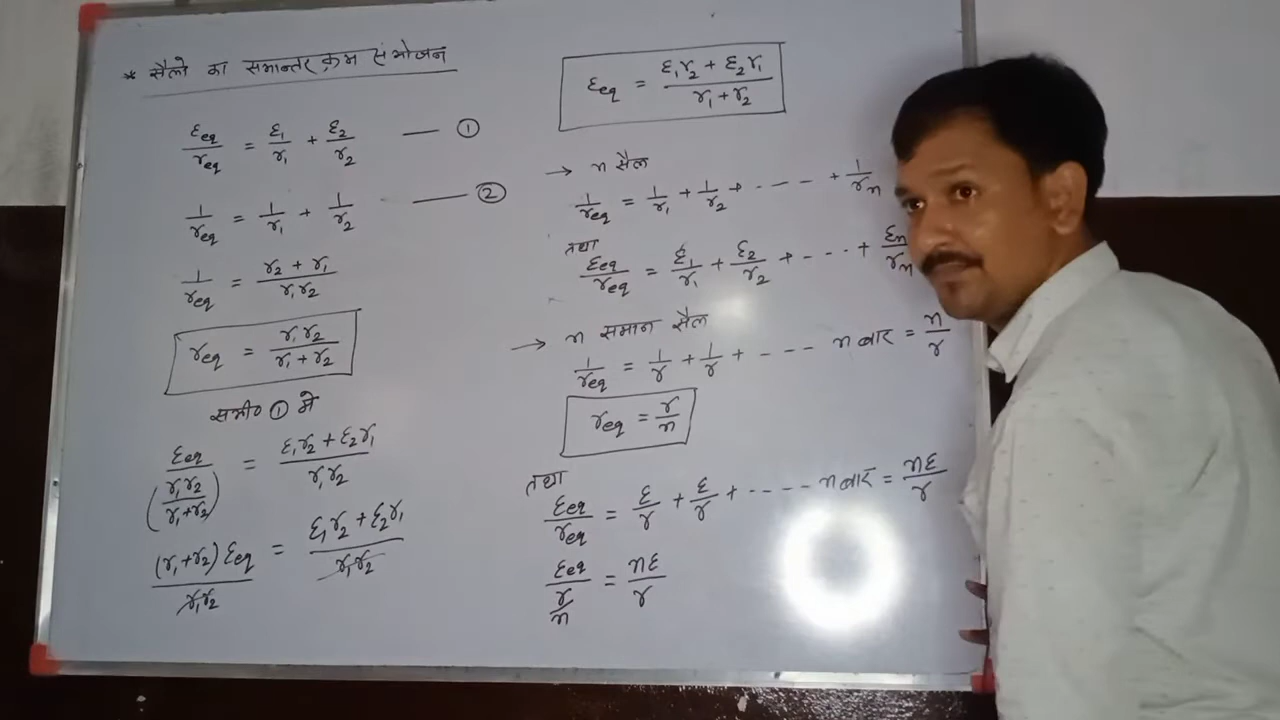 * सैलो का समान्तर क्रम संयोजन
εeq/req = ε1/r1 + ε2/r2 — ①
1/req = 1/r1 + 1/r2 — ②
1/req = (r2 + r1)/(r1r2)
req = (r1r2)/(r1 + r2)
समी० ① मे
εeq/((r1r2)/(r1+r2)) = (ε1r2 + ε2r1)/(r1r2)
((r1+r2) εeq)/(r1r2) = (ε1r2 + ε2r1)/(r1r2)
εeq = (ε1r2 + ε2r1)/(r1 + r2)
→ n सैल
1/req = 1/r1 + 1/r2 + ---- + 1/rn
तथा
εeq/req = ε1/r1 + ε2/r2 + --- + εn/rn
→ n समान सैल
1/req = 1/r + 1/r + ---- n बार = n/r
req = r/n
तथा
εeq/req = ε/r + ε/r + ---- n बार = nε/r
εeq/(r/n) = nε/r